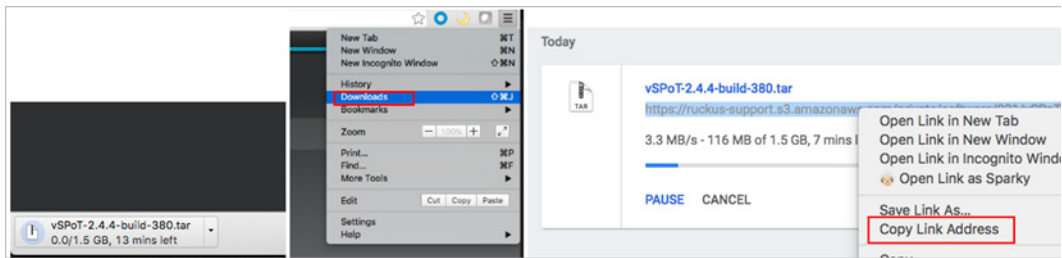 vSPoT-2.4.4-build-380.tar
0.0/1.5 GB, 13 mins left
New Tab ⌘T
New Window ⌘N
New Incognito Window ⇧⌘N
History
Downloads ⇧⌘J
Bookmarks
Zoom − 100% +
Print... ⌘P
Find... ⌘F
More Tools
Edit Cut Copy Paste
Settings
Help
Today
TAR
vSPoT-2.4.4-build-380.tar
https://ruckus-support.s3.amazonaws.com/private/software/
3.3 MB/s - 116 MB of 1.5 GB, 7 mins
PAUSE CANCEL
Open Link in New Tab
Open Link in New Window
Open Link in Incognito
Open Link as Sparky
Save Link As...
Copy Link Address